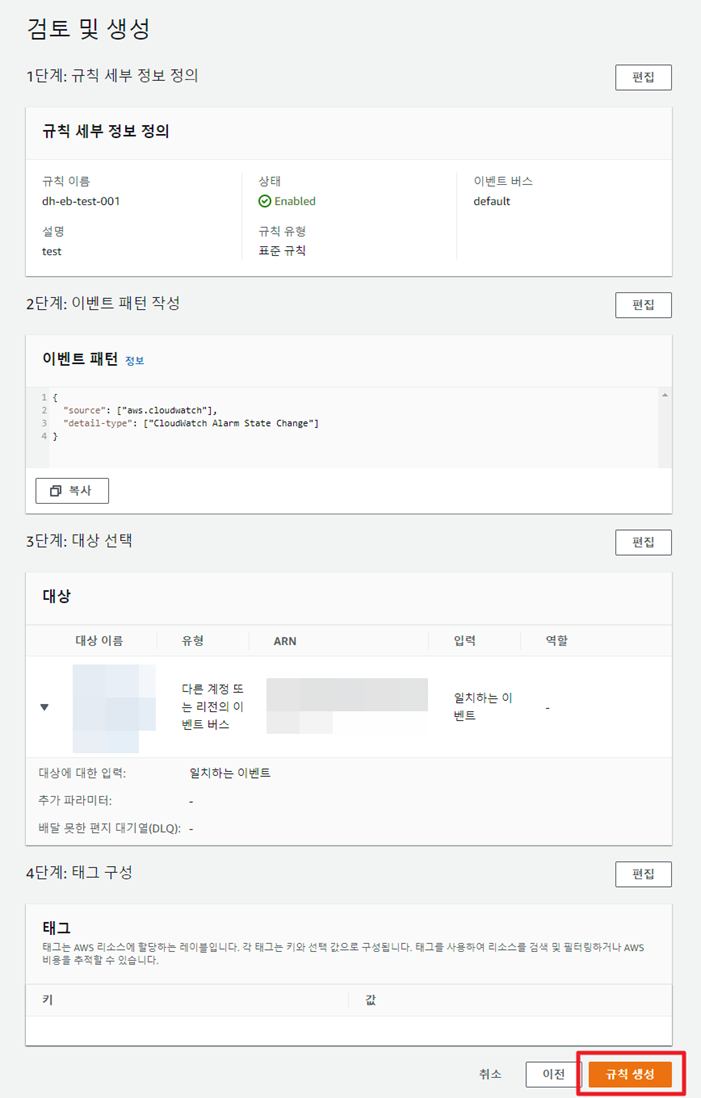 검토 및 생성
1단계: 규칙 세부 정보 정의
편집
규칙 세부 정보 정의
규칙 이름
상태
이벤트 버스
dh-eb-test-001
Enabled
default
설명
규칙 유형
test
표준 규칙
2단계: 이벤트 패턴 작성
편집
이벤트 패턴 정보
1 {
2 "source": ["aws.cloudwatch"],
3 "detail-type": ["CloudWatch Alarm State Change"]
4 }
복사
3단계: 대상 선택
편집
대상
대상 이름
유형
ARN
입력
역할
다른 계정 또
는 리전의 이
벤트 버스
일치하는 이
벤트
-
대상에 대한 입력: 일치하는 이벤트
추가 파라미터: -
배달 못한 편지 대기열(DLQ): -
4단계: 태그 구성
편집
태그
태그는 AWS 리소스에 할당하는 레이블입니다. 각 태그는 키와 선택 값으로 구성됩니다. 태그를 사용하여 리소스를 검색 및 필터링하거나 AWS
비용을 추적할 수 있습니다.
키
값
취소
이전
규칙 생성